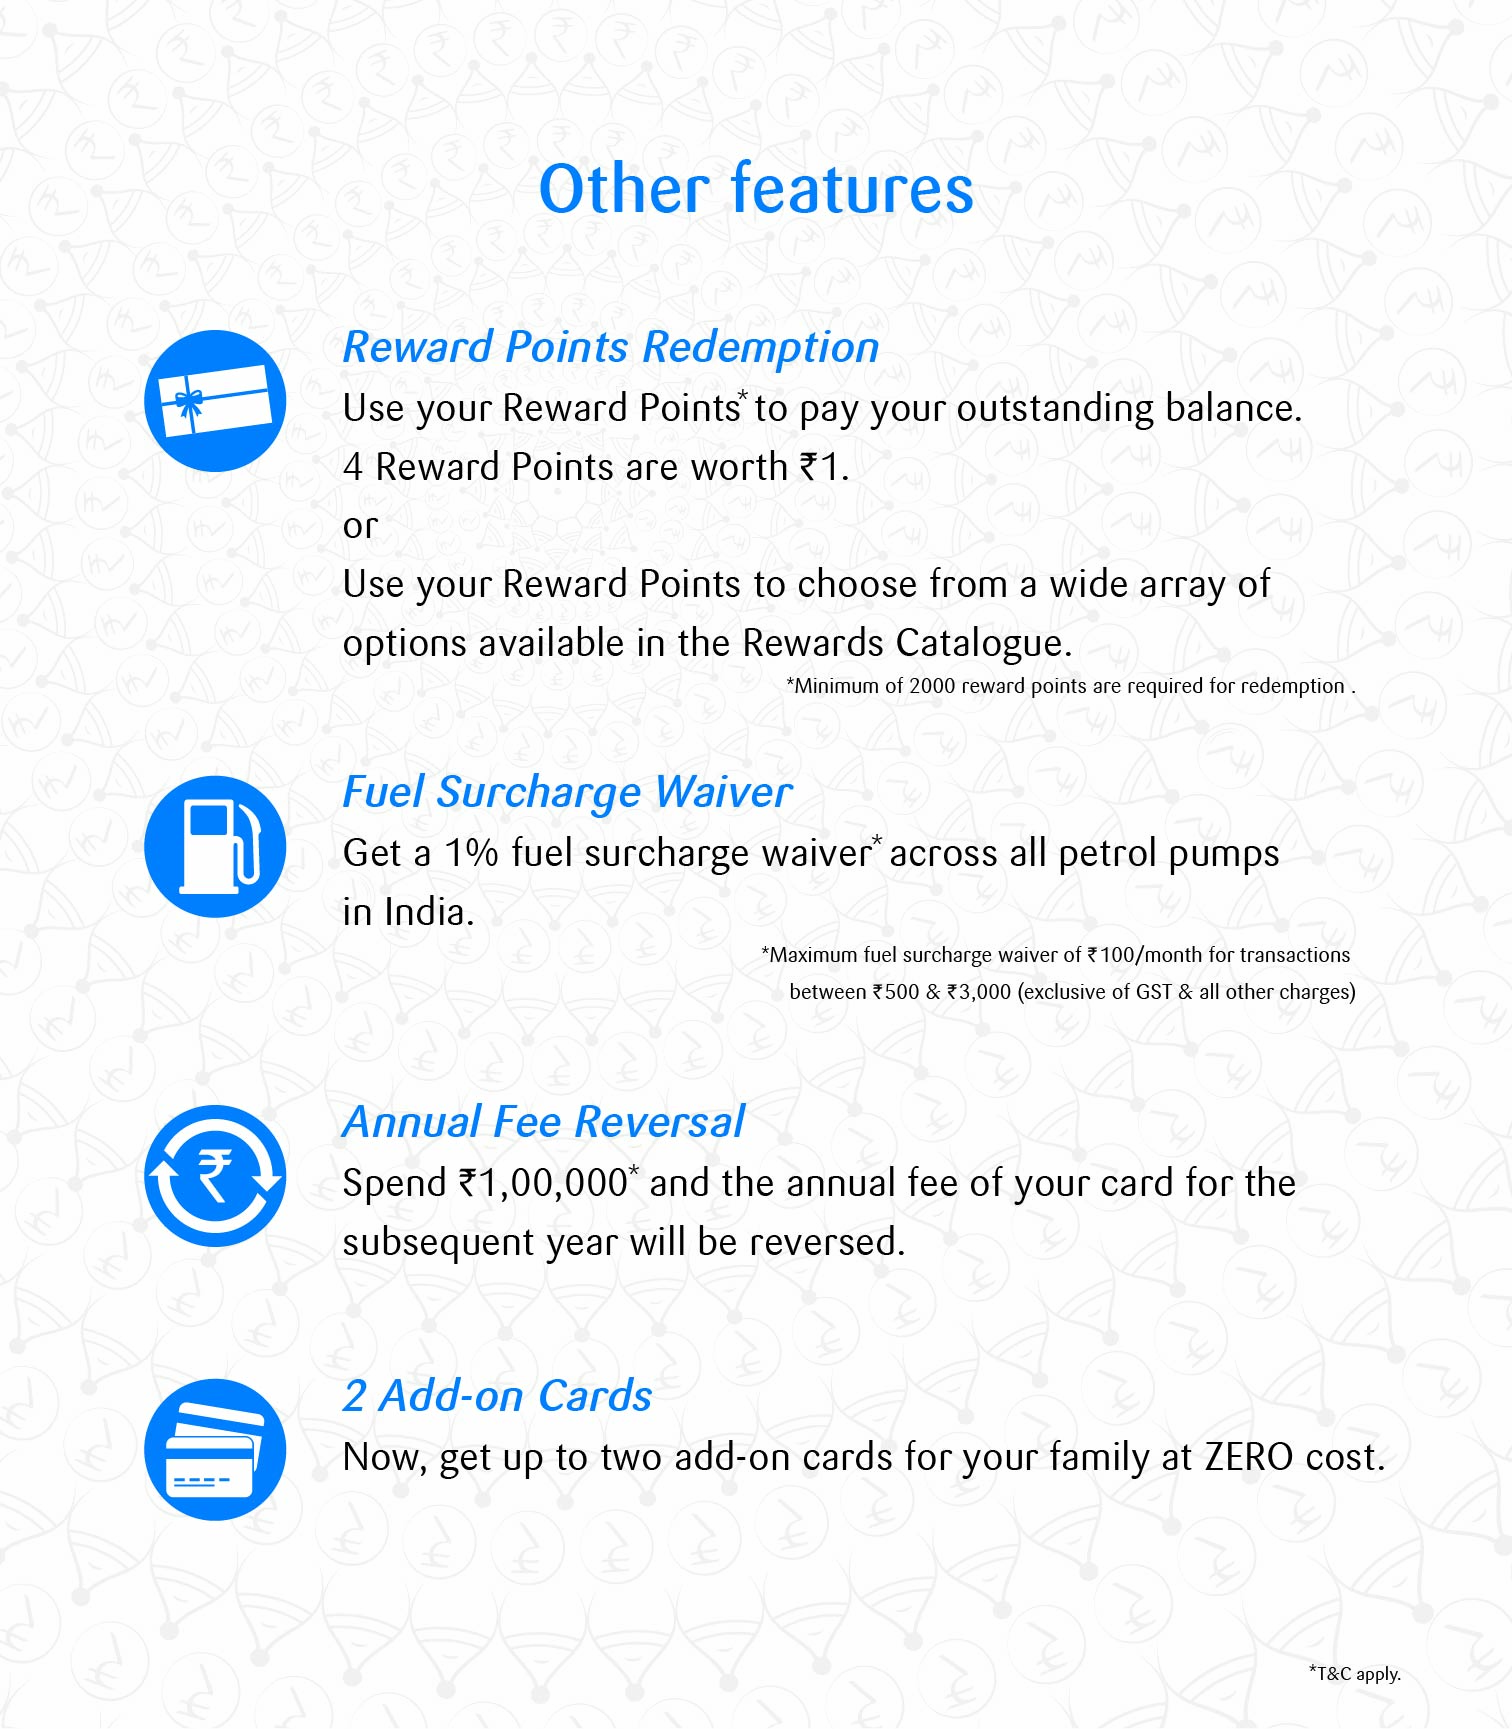 Other features
Reward Points Redemption
Use your Reward Points* to pay your outstanding balance.
4 Reward Points are worth ₹1.
or
Use your Reward Points to choose from a wide array of
options available in the Rewards Catalogue.
*Minimum of 2000 reward points are required for redemption .
Fuel Surcharge Waiver
Get a 1% fuel surcharge waiver* across all petrol pumps
in India.
*Maximum fuel surcharge waiver of ₹100/month for transactions
between ₹500 & ₹3,000 (exclusive of GST & all other charges)
Annual Fee Reversal
₹
Spend ₹1,00,000* and the annual fee of your card for the
subsequent year will be reversed.
2 Add-on Cards
Now, get up to two add-on cards for your family at ZERO cost.
*T&C apply.